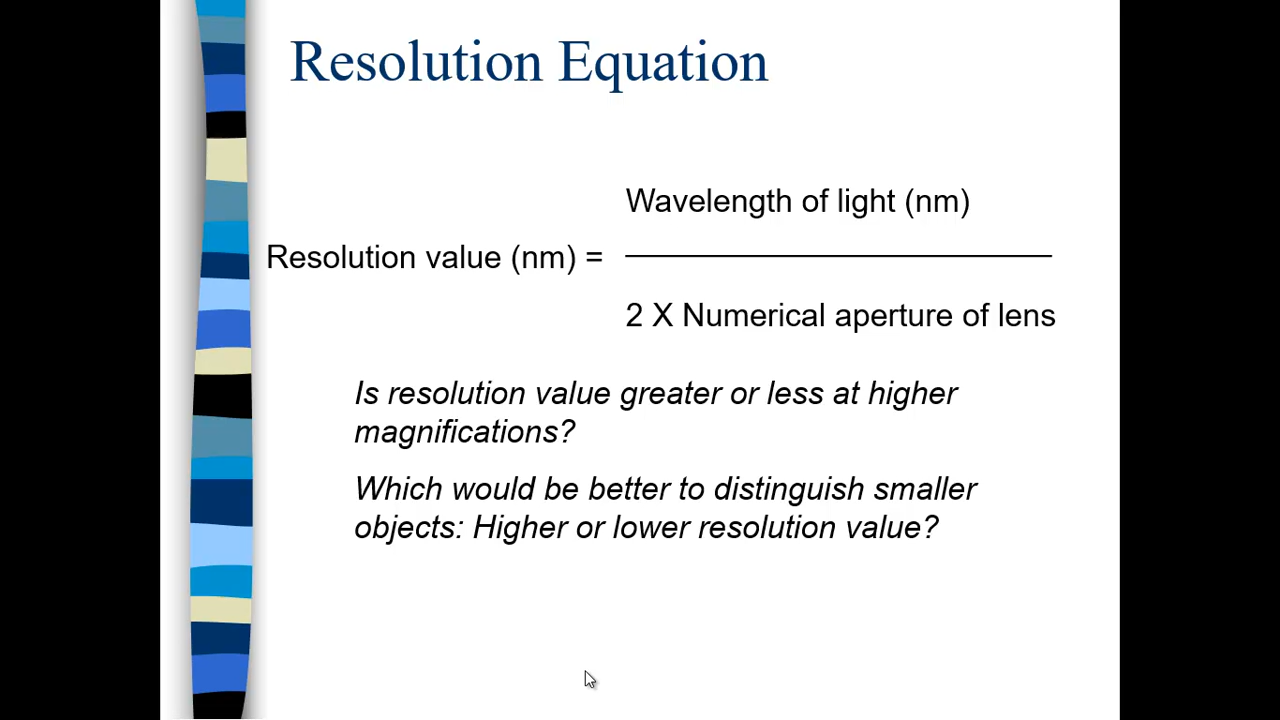 Resolution Equation
Wavelength of light (nm)
Resolution value (nm) =
2 X Numerical aperture of lens
Is resolution value greater or less at higher
magnifications?
Which would be better to distinguish smaller
objects: Higher or lower resolution value?